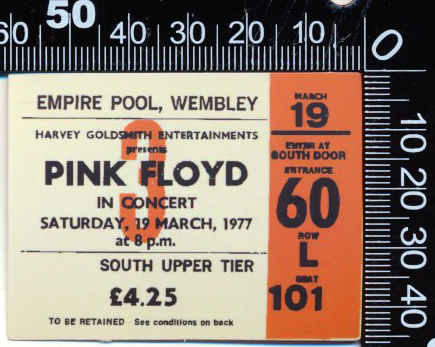 60 50 40 30 20 10 0
EMPIRE POOL, WEMBLEY
HARVEY GOLDSMITH ENTERTAINMENTS
presents
3
PINK FLOYD
IN CONCERT
SATURDAY, 19 MARCH, 1977
at 8 p.m.
SOUTH UPPER TIER
£4.25
TO BE RETAINED See conditions on back
MARCH
19
ENTER AT
SOUTH DOOR
ENTRANCE
60
ROW
L
SEAT
101
10 20 30 40